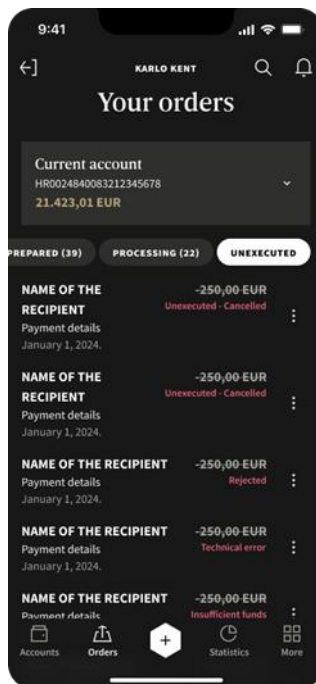 9:41
KARLO KENT
Your orders
Current account
HR0024840083212345678
21.423,01 EUR
PREPARED (39) PROCESSING (22) UNEXECUTED
NAME OF THE RECIPIENT -250,00 EUR
Unexecuted - Cancelled
Payment details
January 1, 2024.
NAME OF THE RECIPIENT -250,00 EUR
Unexecuted - Cancelled
Payment details
January 1, 2024.
NAME OF THE RECIPIENT -250,00 EUR
Payment details Rejected
January 1, 2024.
NAME OF THE RECIPIENT -250,00 EUR
Payment details Technical error
January 1, 2024.
NAME OF THE RECIPIENT -250,00 EUR
Payment details Insufficient funds
Accounts Orders Statistics More